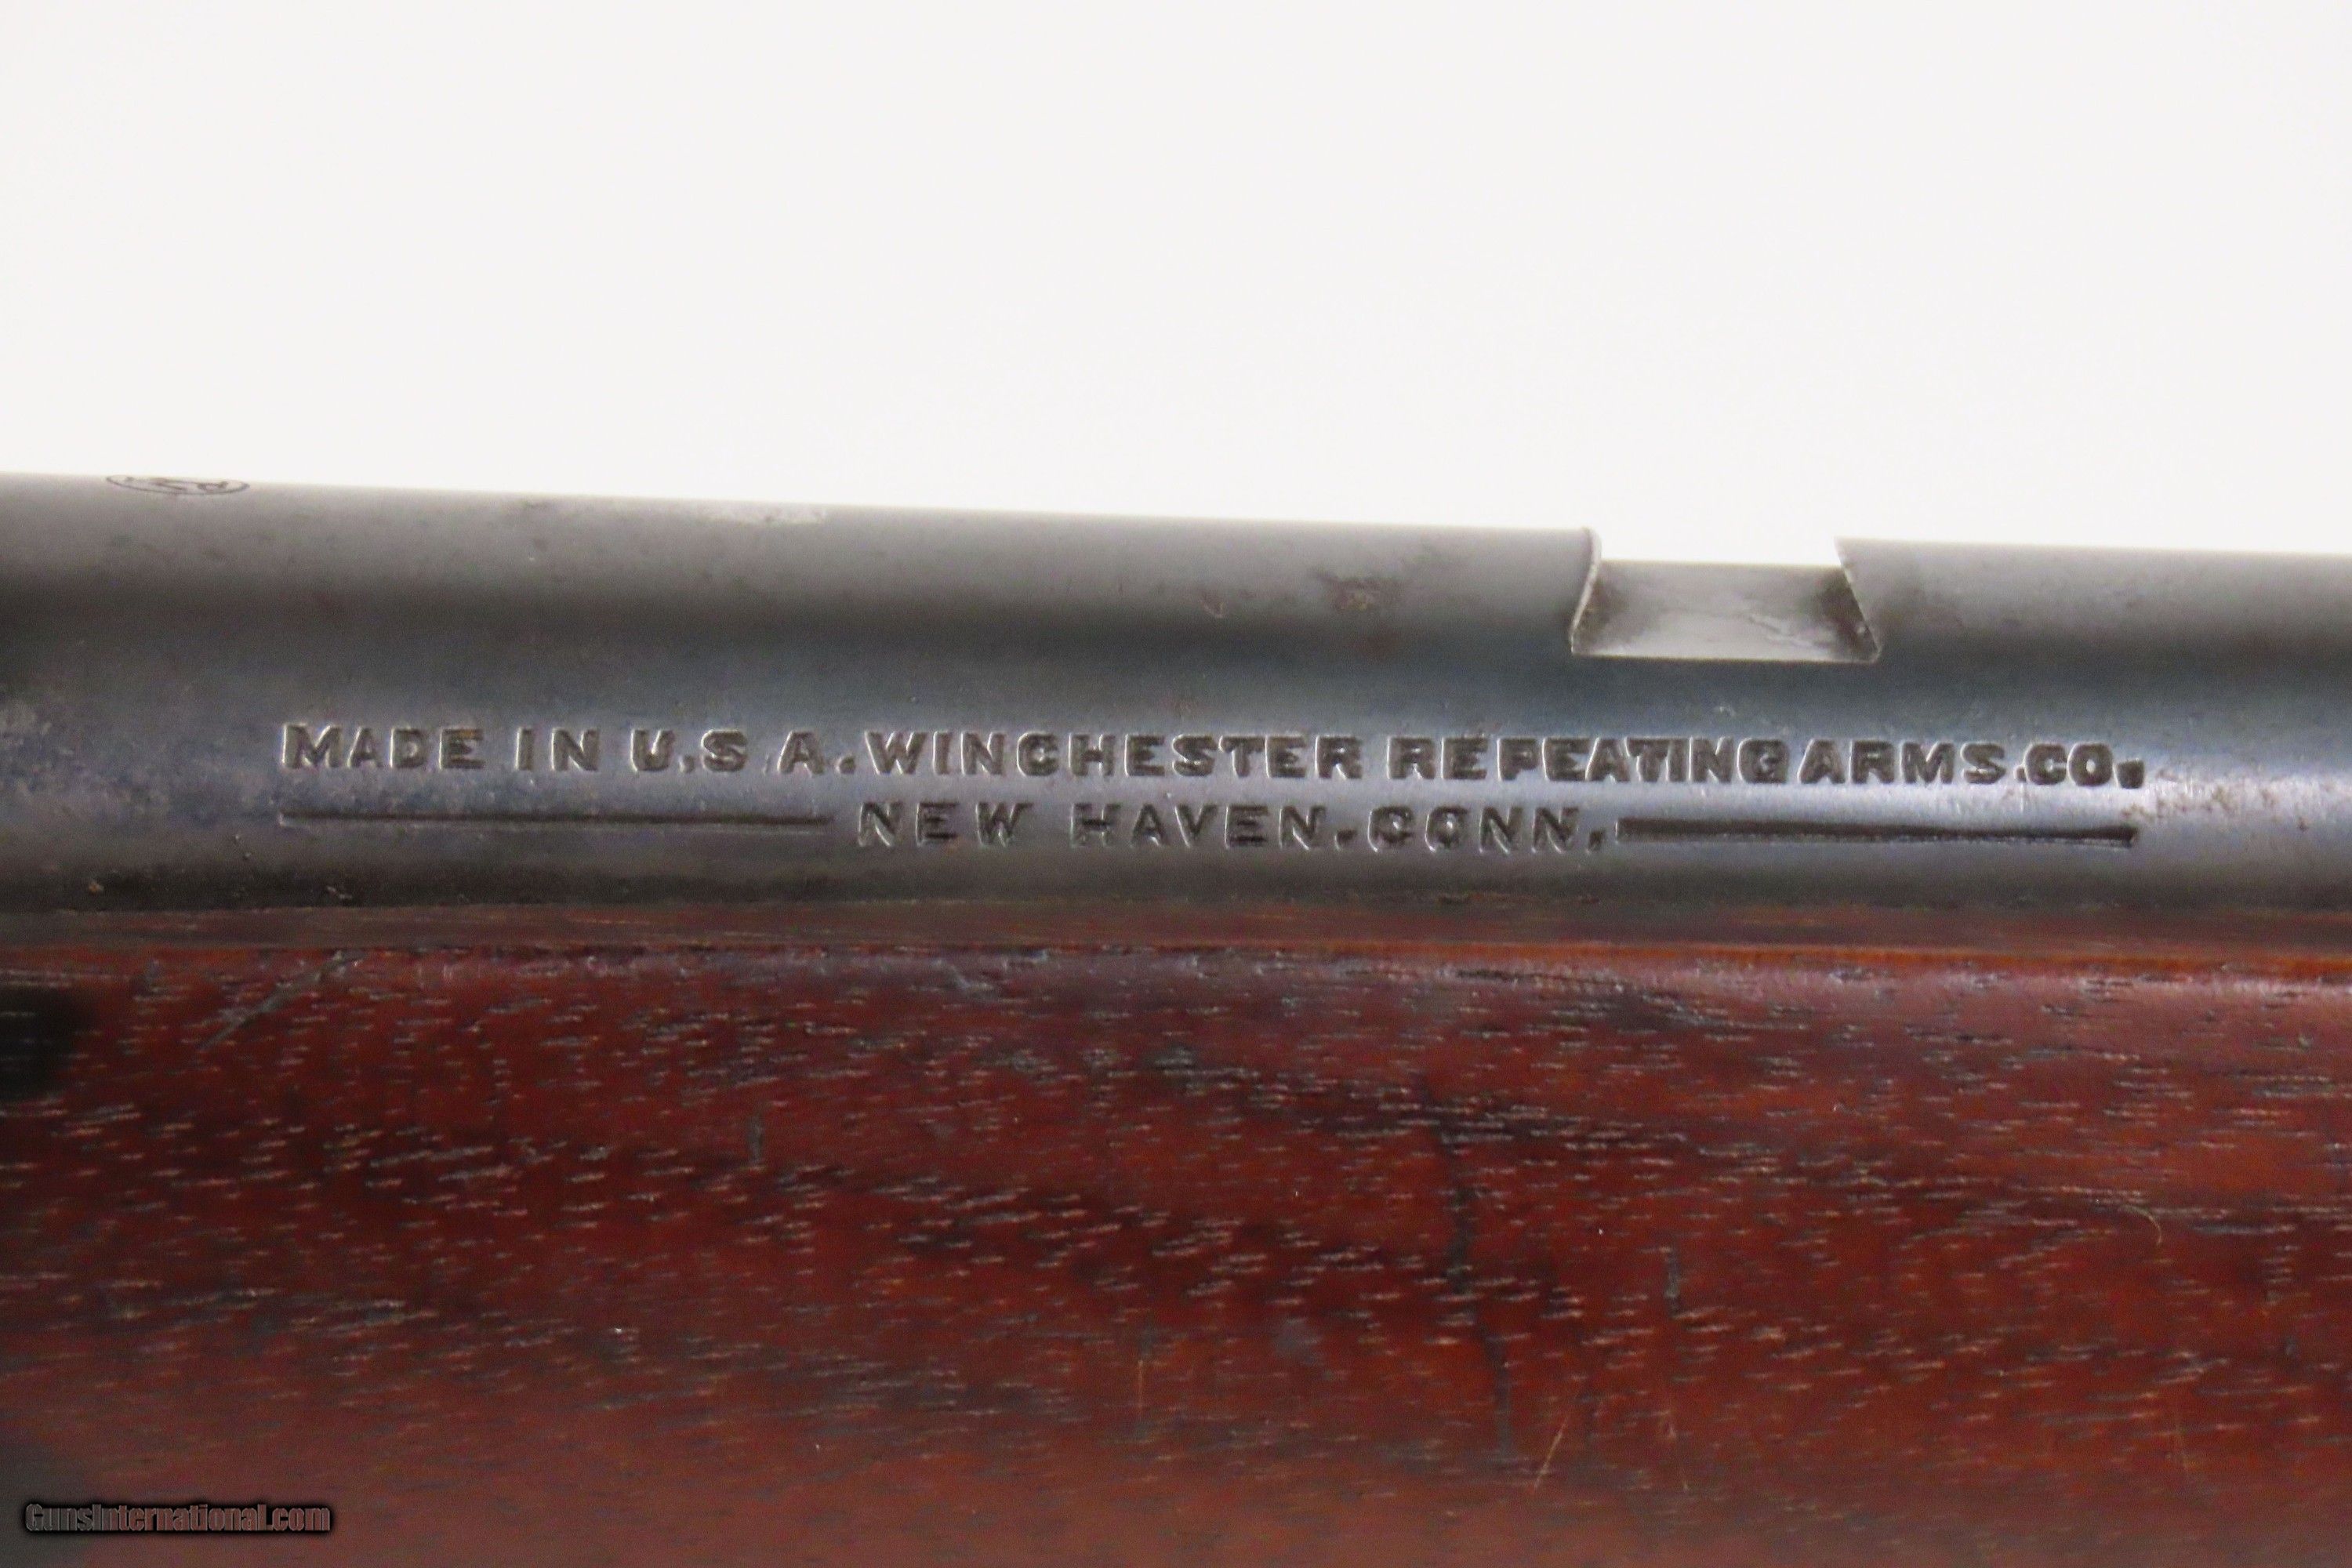 MADE IN U.S.A. WINCHESTER REPEATING ARMS.CO.
NEW HAVEN. CONN.
GunsInternational.com